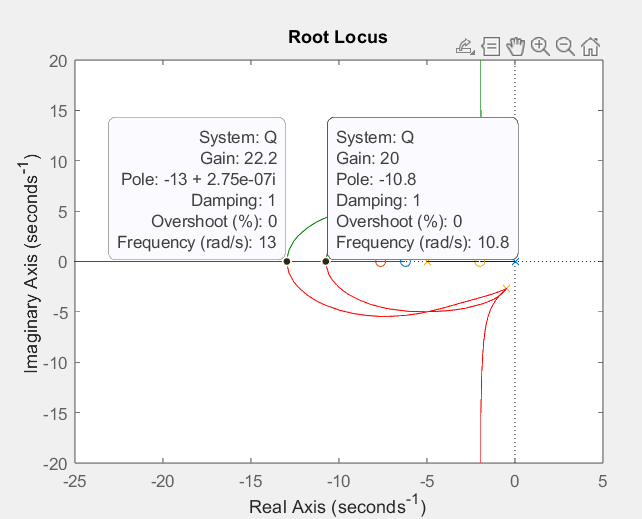 Root Locus
20
15
10
5
0
-5
-10
-15
-20
Imaginary Axis (seconds⁻¹)
System: Q
Gain: 22.2
Pole: -13 + 2.75e-07i
Damping: 1
Overshoot (%): 0
Frequency (rad/s): 13
System: Q
Gain: 20
Pole: -10.8
Damping: 1
Overshoot (%): 0
Frequency (rad/s): 10.8
-25 -20 -15 -10 -5 0 5
Real Axis (seconds⁻¹)